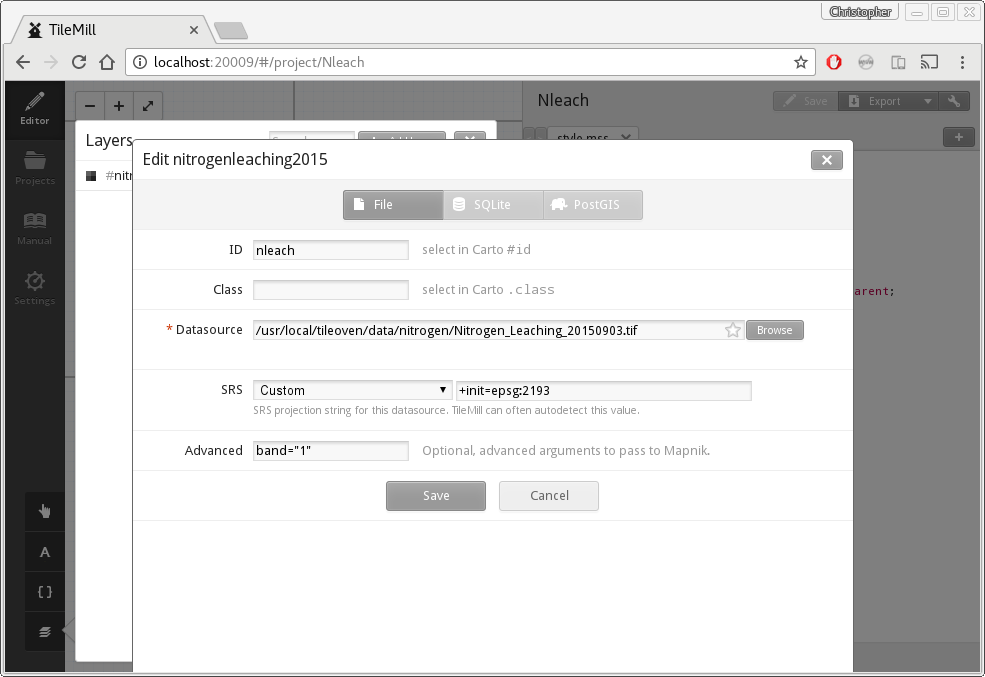 Christopher
TileMill
localhost:20009/#/project/Nleach
Editor
Projects
Manual
Settings
A
{ }
Layers
#nitr
Nleach
Save
Export
style.mss
+
arent;
Edit nitrogenleaching2015
File
SQLite
PostGIS
ID
nleach
select in Carto #id
Class
select in Carto .class
* Datasource
/usr/local/tileoven/data/nitrogen/Nitrogen_Leaching_20150903.tif
Browse
SRS
Custom
+init=epsg:2193
SRS projection string for this datasource. TileMill can often autodetect this value.
Advanced
band="1"
Optional, advanced arguments to pass to Mapnik.
Save
Cancel